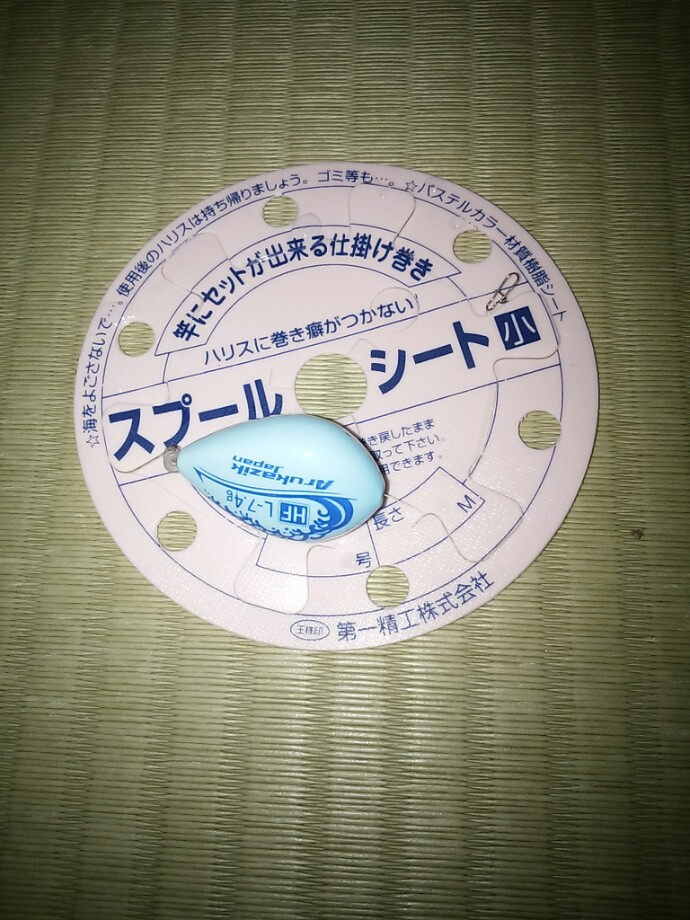 ☆海をよごさないで…。使用後のハリスは持ち帰りましょう。ゴミ等も…。☆パステルカラー材質樹脂シート
竿にセットが出来る仕掛け巻き
ハリスに巻き癖がつかない
スプールシート小
き戻したまま
って下さい。
用できます。
Arukazik
Japan
HF L-7.4g
長さ M
号
王様印 第一精工株式会社